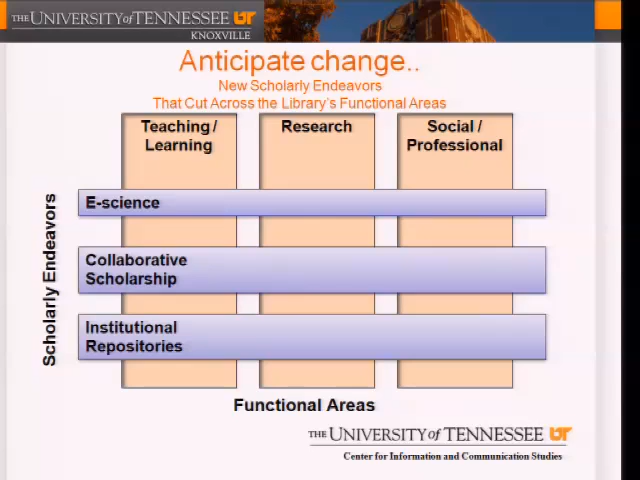 THE UNIVERSITY of TENNESSEE UT
KNOXVILLE
Anticipate change..
New Scholarly Endeavors
That Cut Across the Library's Functional Areas
Teaching /
Learning
Research
Social /
Professional
Scholarly Endeavors
E-science
Collaborative
Scholarship
Institutional
Repositories
Functional Areas
THE UNIVERSITY of TENNESSEE UT
Center for Information and Communication Studies